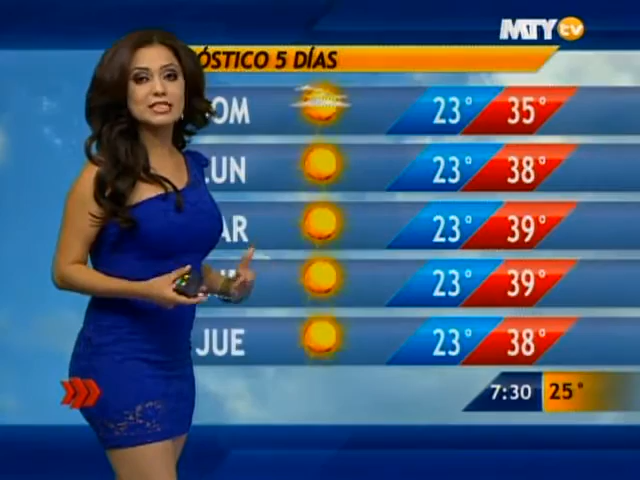 MTY tv
ÓSTICO 5 DÍAS
OM 23° 35°
LUN 23° 38°
AR 23° 39°
23° 39°
JUE 23° 38°
7:30 25°